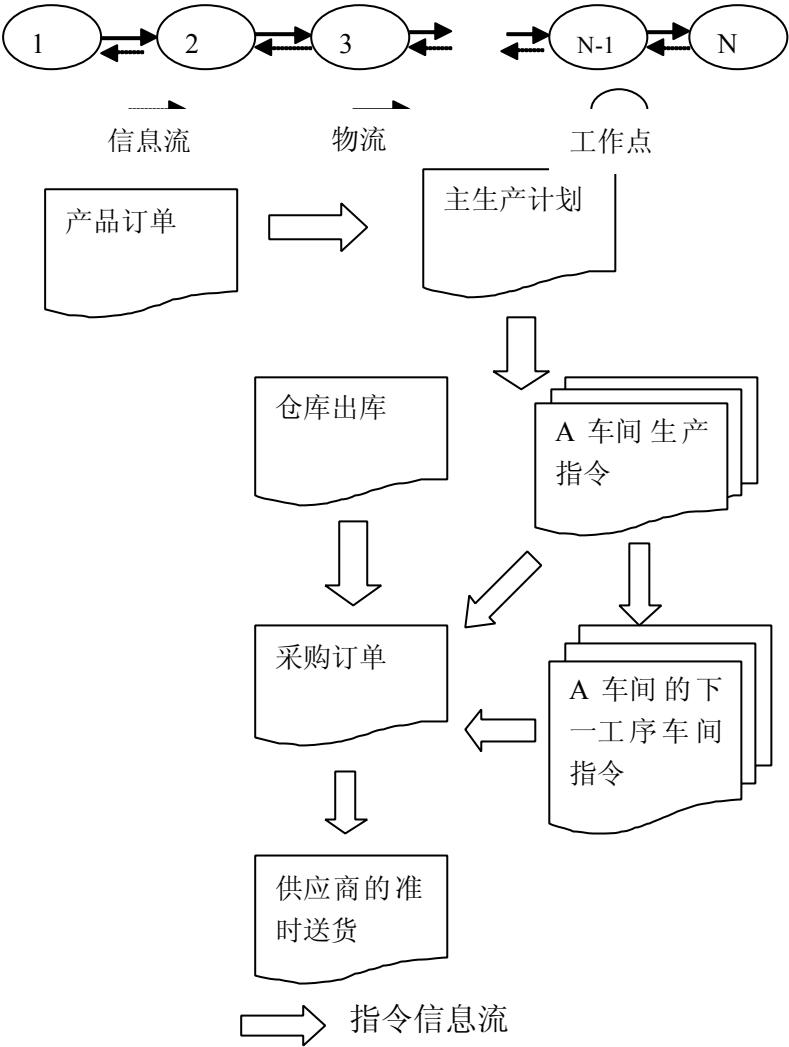 1 2 3 N-1 N
信息流 物流 工作点
产品订单
主生产计划
仓库出库
A 车间生产
指令
采购订单
A 车间的下
一工序车间
指令
供应商的准
时送货
指令信息流